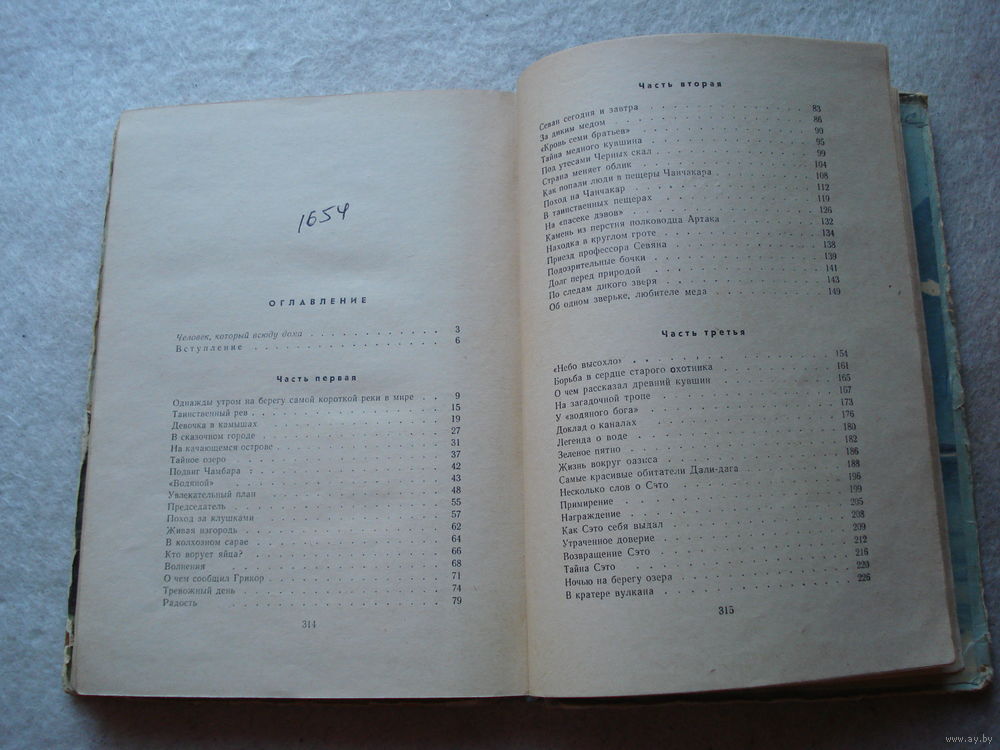 1654
ОГЛАВЛЕНИЕ
Человек, который всюду дома . . . . . . . . . . . 3
Вступление . . . . . . . . . . . . . . . 6
Часть первая
Однажды утром на берегу самой короткой реки в мире . . 9
Таинственный рев . . . . . . . . . . . . . . 15
Девочка в камышах . . . . . . . . . . . . . 19
В сказочном городе . . . . . . . . . . . . . 27
На качающемся острове . . . . . . . . . . . . 31
Тайное озеро . . . . . . . . . . . . . . . 37
Подвиг Чамбара . . . . . . . . . . . . . . 42
«Водяной» . . . . . . . . . . . . . . . . 43
Увлекательный план . . . . . . . . . . . . . 48
Председатель . . . . . . . . . . . . . . . 55
Поход за клушками . . . . . . . . . . . . . 57
Живая изгородь . . . . . . . . . . . . . . 62
В колхозном сарае . . . . . . . . . . . . . 64
Кто ворует яйца? . . . . . . . . . . . . . . 66
Волнения . . . . . . . . . . . . . . . . 68
О чем сообщил Грикор . . . . . . . . . . . . 71
Тревожный день . . . . . . . . . . . . . . 74
Радость . . . . . . . . . . . . . . . . 79
314
Часть вторая
Севан сегодня и завтра . . . . . . . . . . . . 83
За диким медом . . . . . . . . . . . . . . 86
«Кровь семи братьев» . . . . . . . . . . . . 90
Тайна медного кувшина . . . . . . . . . . . . 95
Под утесами Черных скал . . . . . . . . . . . 99
Страна меняет облик . . . . . . . . . . . . . 104
Как попали люди в пещеры Чанчакара . . . . . . . 108
Поход на Чанчакар . . . . . . . . . . . . . 112
В таинственных пещерах . . . . . . . . . . . . 119
На «пасеке дэвов» . . . . . . . . . . . . . 126
Камень из перстня полководца Артака . . . . . . . 132
Находка в круглом гроте . . . . . . . . . . . 134
Приезд профессора Севяна . . . . . . . . . . . 138
Подозрительные бочки . . . . . . . . . . . . 139
Долг перед природой . . . . . . . . . . . . . 141
По следам дикого зверя . . . . . . . . . . . . 143
Об одном зверьке, любителе меда . . . . . . . . 149
Часть третья
«Небо высохло» . . . . . . . . . . . . . . 154
Борьба в сердце старого охотника . . . . . . . . 161
О чем рассказал древний кувшин . . . . . . . . . 165
На загадочной тропе . . . . . . . . . . . . . 167
У «водяного бога» . . . . . . . . . . . . . 173
Доклад о каналах . . . . . . . . . . . . . . 176
Легенда о воде . . . . . . . . . . . . . . 180
Зеленое пятно . . . . . . . . . . . . . . . 182
Жизнь вокруг оазиса . . . . . . . . . . . . . 186
Самые красивые обитатели Дали-дага . . . . . . . 188
Несколько слов о Сэто . . . . . . . . . . . . 196
Примирение . . . . . . . . . . . . . . . 199
Награждение . . . . . . . . . . . . . . . 205
Как Сэто себя выдал . . . . . . . . . . . . . 208
Утраченное доверие . . . . . . . . . . . . . 209
Возвращение Сэто . . . . . . . . . . . . . . 212
Тайна Сэто . . . . . . . . . . . . . . . 216
Ночью на берегу озера . . . . . . . . . . . . 220
В кратере вулкана . . . . . . . . . . . . . 226
315
www.ay.by